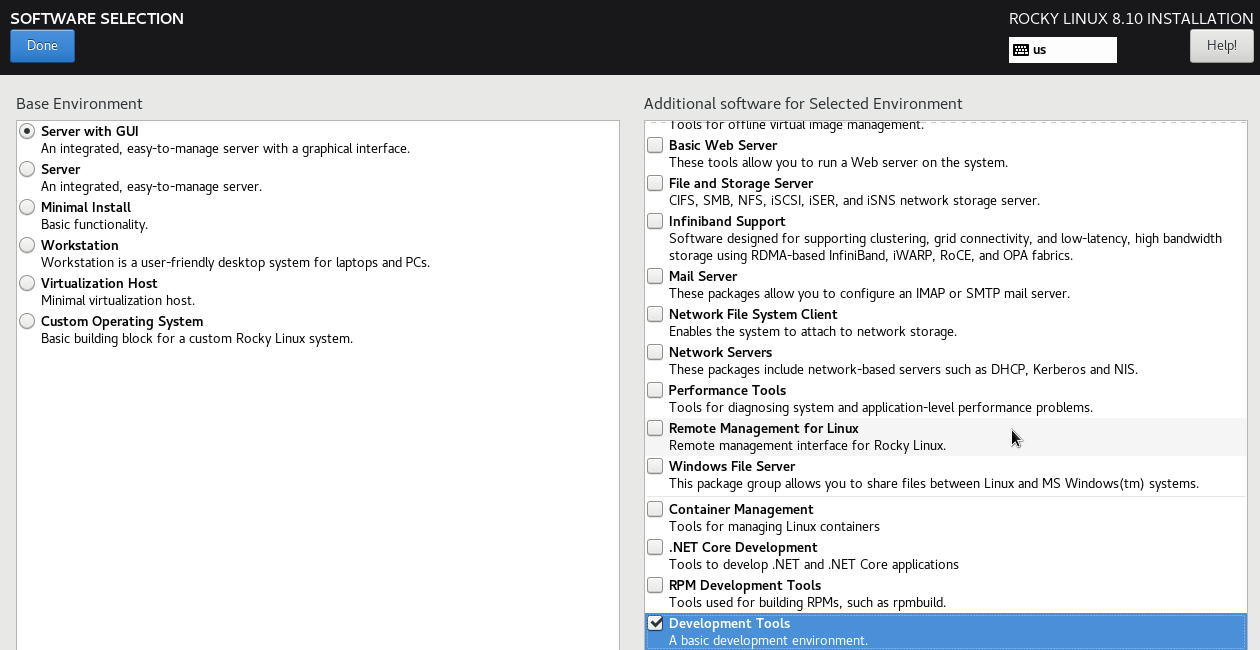 SOFTWARE SELECTION
ROCKY LINUX 8.10 INSTALLATION
Done
us
Help!
Base Environment
Server with GUI
An integrated, easy-to-manage server with a graphical interface.
Server
An integrated, easy-to-manage server.
Minimal Install
Basic functionality.
Workstation
Workstation is a user-friendly desktop system for laptops and PCs.
Virtualization Host
Minimal virtualization host.
Custom Operating System
Basic building block for a custom Rocky Linux system.
Additional software for Selected Environment
Tools for offline virtual image management.
Basic Web Server
These tools allow you to run a Web server on the system.
File and Storage Server
CIFS, SMB, NFS, iSCSI, iSER, and iSNS network storage server.
Infiniband Support
Software designed for supporting clustering, grid connectivity, and low-latency, high bandwidth
storage using RDMA-based InfiniBand, iWARP, RoCE, and OPA fabrics.
Mail Server
These packages allow you to configure an IMAP or SMTP mail server.
Network File System Client
Enables the system to attach to network storage.
Network Servers
These packages include network-based servers such as DHCP, Kerberos and NIS.
Performance Tools
Tools for diagnosing system and application-level performance problems.
Remote Management for Linux
Remote management interface for Rocky Linux.
Windows File Server
This package group allows you to share files between Linux and MS Windows(tm) systems.
Container Management
Tools for managing Linux containers
.NET Core Development
Tools to develop .NET and .NET Core applications
RPM Development Tools
Tools used for building RPMs, such as rpmbuild.
Development Tools
A basic development environment.